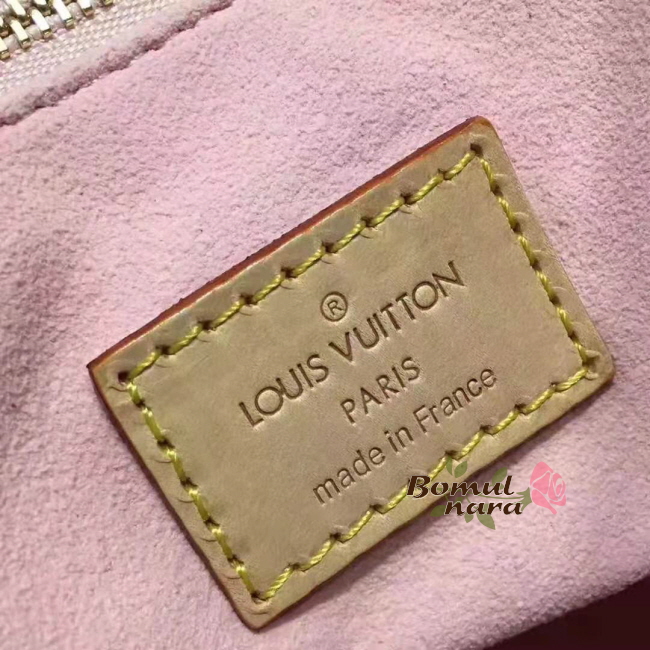 ®
LOUIS VUITTON
PARIS
made in France
Bomul
nara